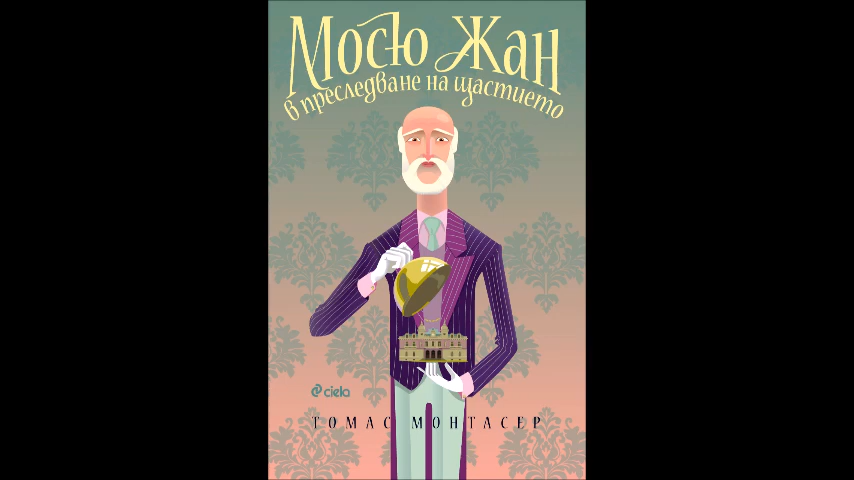 Мосю Жан
в преследване на щастието
ciela
ТОМАС МОНТАСЕР